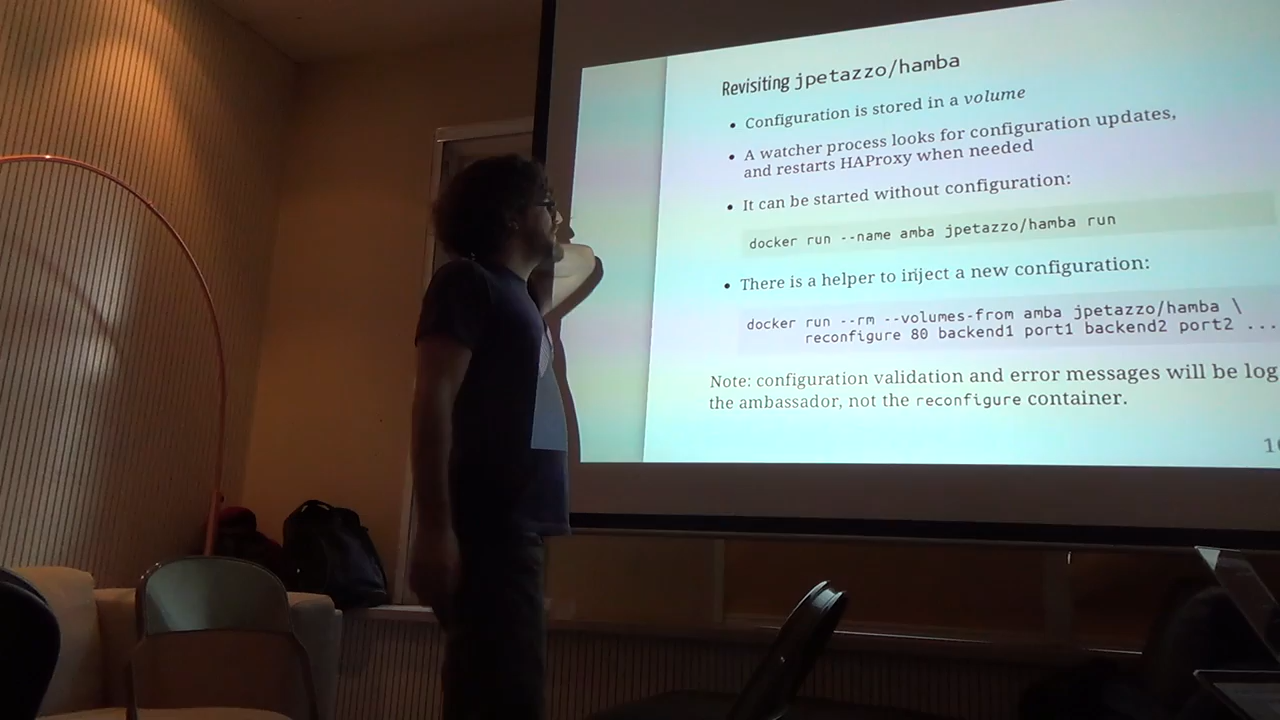 Revisiting jpetazzo/hamba
• Configuration is stored in a volume
• A watcher process looks for configuration updates,
and restarts HAProxy when needed
• It can be started without configuration:
docker run --name amba jpetazzo/hamba run
• There is a helper to inject a new configuration:
docker run --rm --volumes-from amba jpetazzo/hamba \
reconfigure 80 backend1 port1 backend2 port2 ...
Note: configuration validation and error messages will be log
the ambassador, not the reconfigure container.